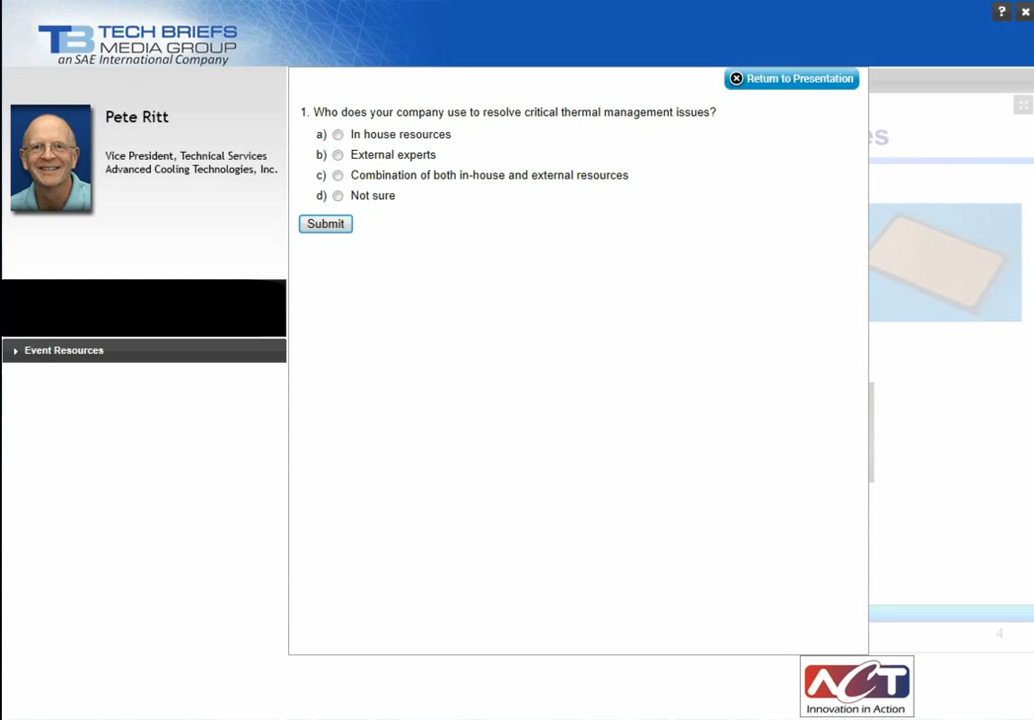 TB TECH BRIEFS
MEDIA GROUP
an SAE International Company
? ×
Return to Presentation
Pete Ritt
Vice President, Technical Services
Advanced Cooling Technologies, Inc.
1. Who does your company use to resolve critical thermal management issues?
a) In house resources
b) External experts
c) Combination of both in-house and external resources
d) Not sure
Submit
es
Event Resources
4
ACT
Innovation in Action